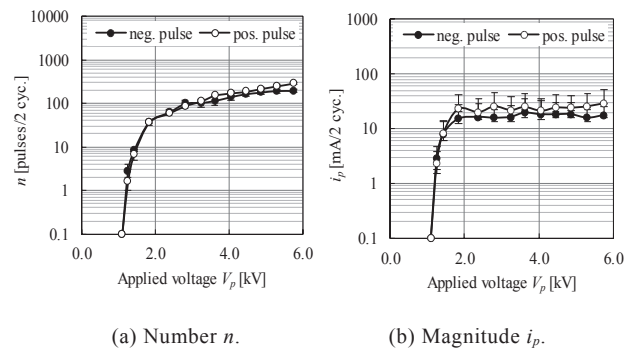 neg. pulse pos. pulse
10000
1000
100
10
1
0.1
n [pulses/2 cyc.]
0.0 2.0 4.0 6.0
Applied voltage Vp [kV]
(a) Number n.
neg. pulse pos. pulse
1000
100
10
1
0.1
ip [mA/2 cyc.]
0.0 2.0 4.0 6.0
Applied voltage Vp [kV]
(b) Magnitude ip.